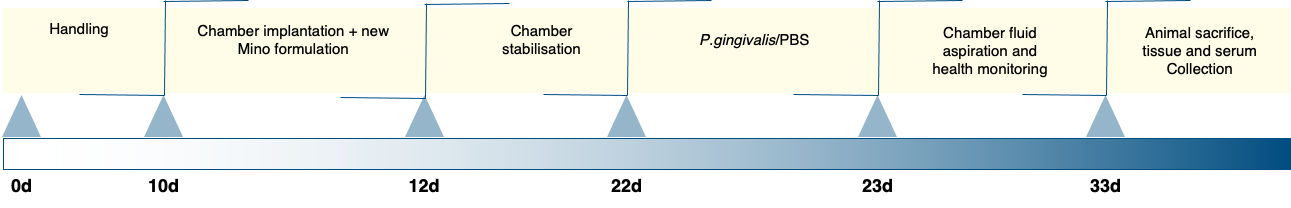 Handling
Chamber implantation + new
Mino formulation
Chamber
stabilisation
P.gingivalis/PBS
Chamber fluid
aspiration and
health monitoring
Animal sacrifice,
tissue and serum
Collection
0d
10d
12d
22d
23d
33d